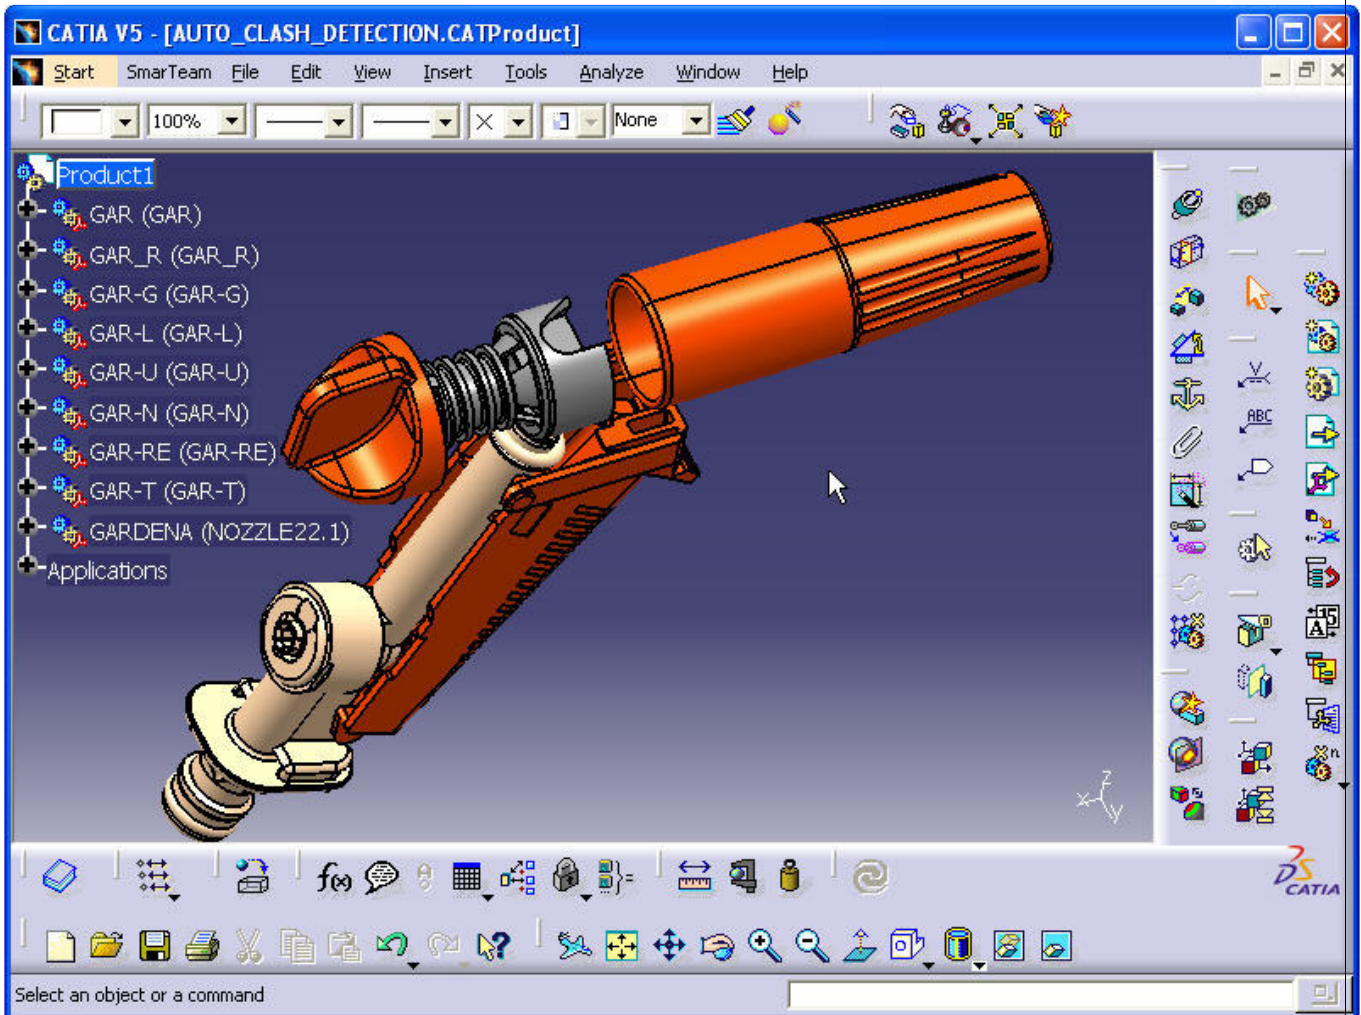 CATIA V5 - [AUTO_CLASH_DETECTION.CATProduct]
Start SmarTeam File Edit View Insert Tools Analyze Window Help
100% None
Product1
GAR (GAR)
GAR_R (GAR_R)
GAR-G (GAR-G)
GAR-L (GAR-L)
GAR-U (GAR-U)
GAR-N (GAR-N)
GAR-RE (GAR-RE)
GAR-T (GAR-T)
GARDENA (NOZZLE22.1)
Applications
ABC
15
A
n
z
x
y
f(x)
CATIA
?
Select an object or a command